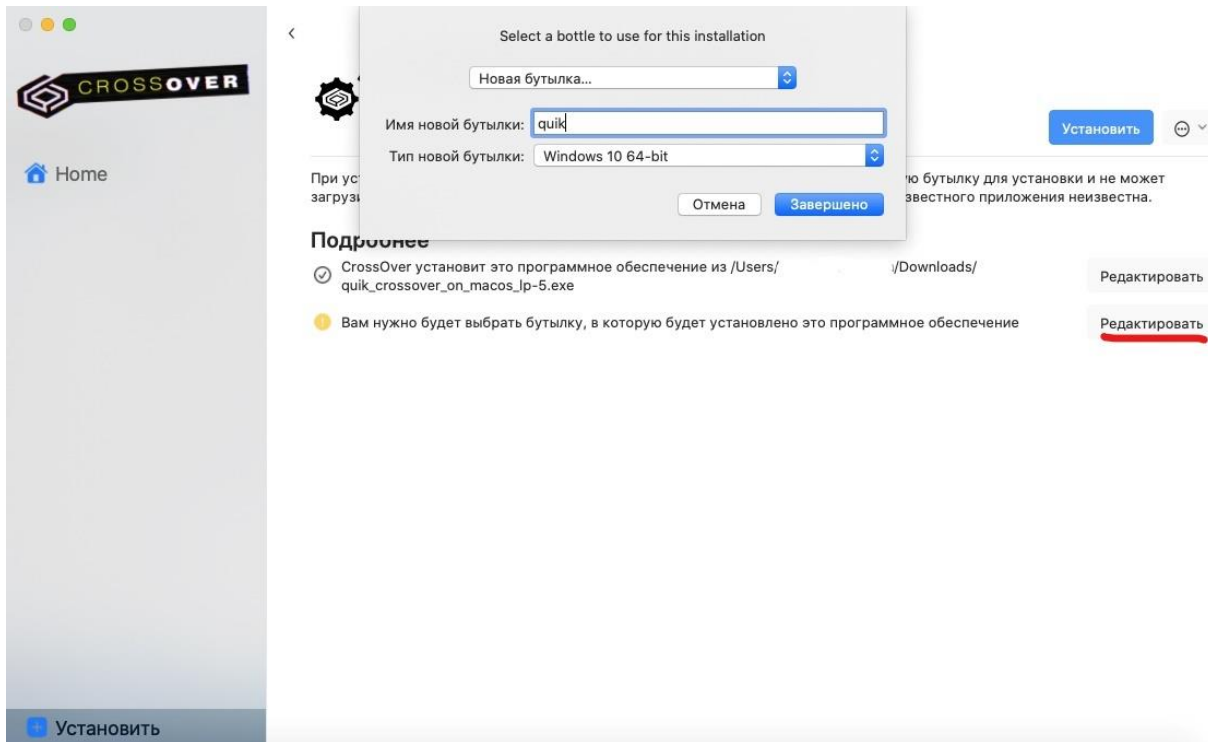 CROSSOVER
Home
Select a bottle to use for this installation
Новая бутылка...
Имя новой бутылки: quik
Тип новой бутылки: Windows 10 64-bit
Отмена Завершено
Установить
При ус ю бутылку для установки и не может
загрузи звестного приложения неизвестна.
Подробнее
CrossOver установит это программное обеспечение из /Users/ /Downloads/
quik_crossover_on_macos_lp-5.exe
Редактировать
Вам нужно будет выбрать бутылку, в которую будет установлено это программное обеспечение
Редактировать
Установить